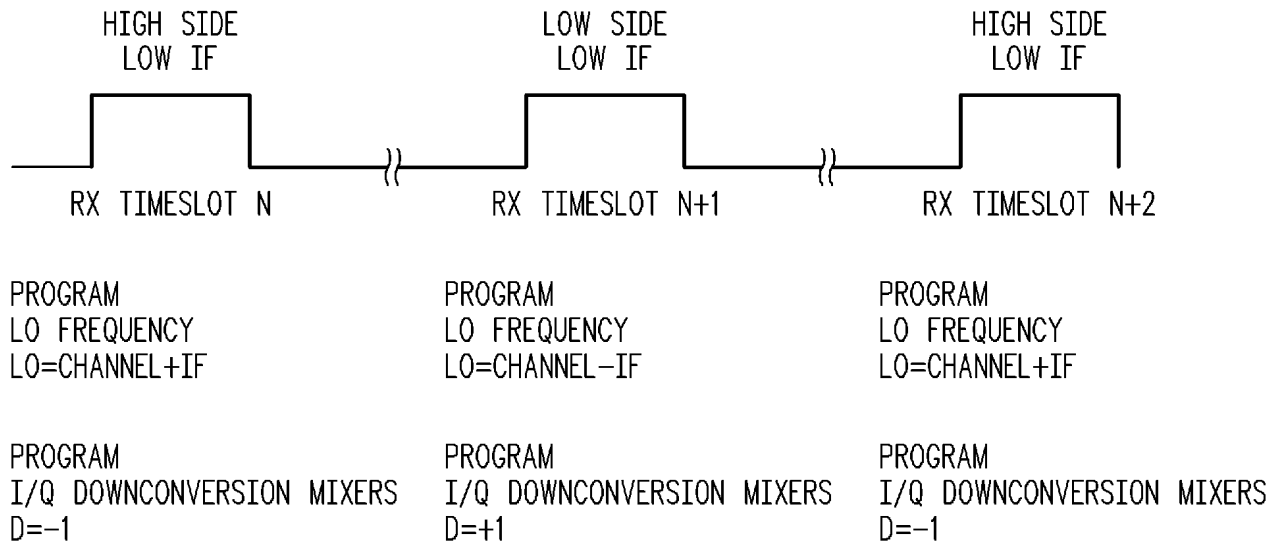 HIGH SIDE
LOW IF
LOW SIDE
LOW IF
HIGH SIDE
LOW IF
RX TIMESLOT N
RX TIMESLOT N+1
RX TIMESLOT N+2
PROGRAM
LO FREQUENCY
LO=CHANNEL+IF
PROGRAM
LO FREQUENCY
LO=CHANNEL−IF
PROGRAM
LO FREQUENCY
LO=CHANNEL+IF
PROGRAM
I/Q DOWNCONVERSION MIXERS
D=−1
PROGRAM
I/Q DOWNCONVERSION MIXERS
D=+1
PROGRAM
I/Q DOWNCONVERSION MIXERS
D=−1